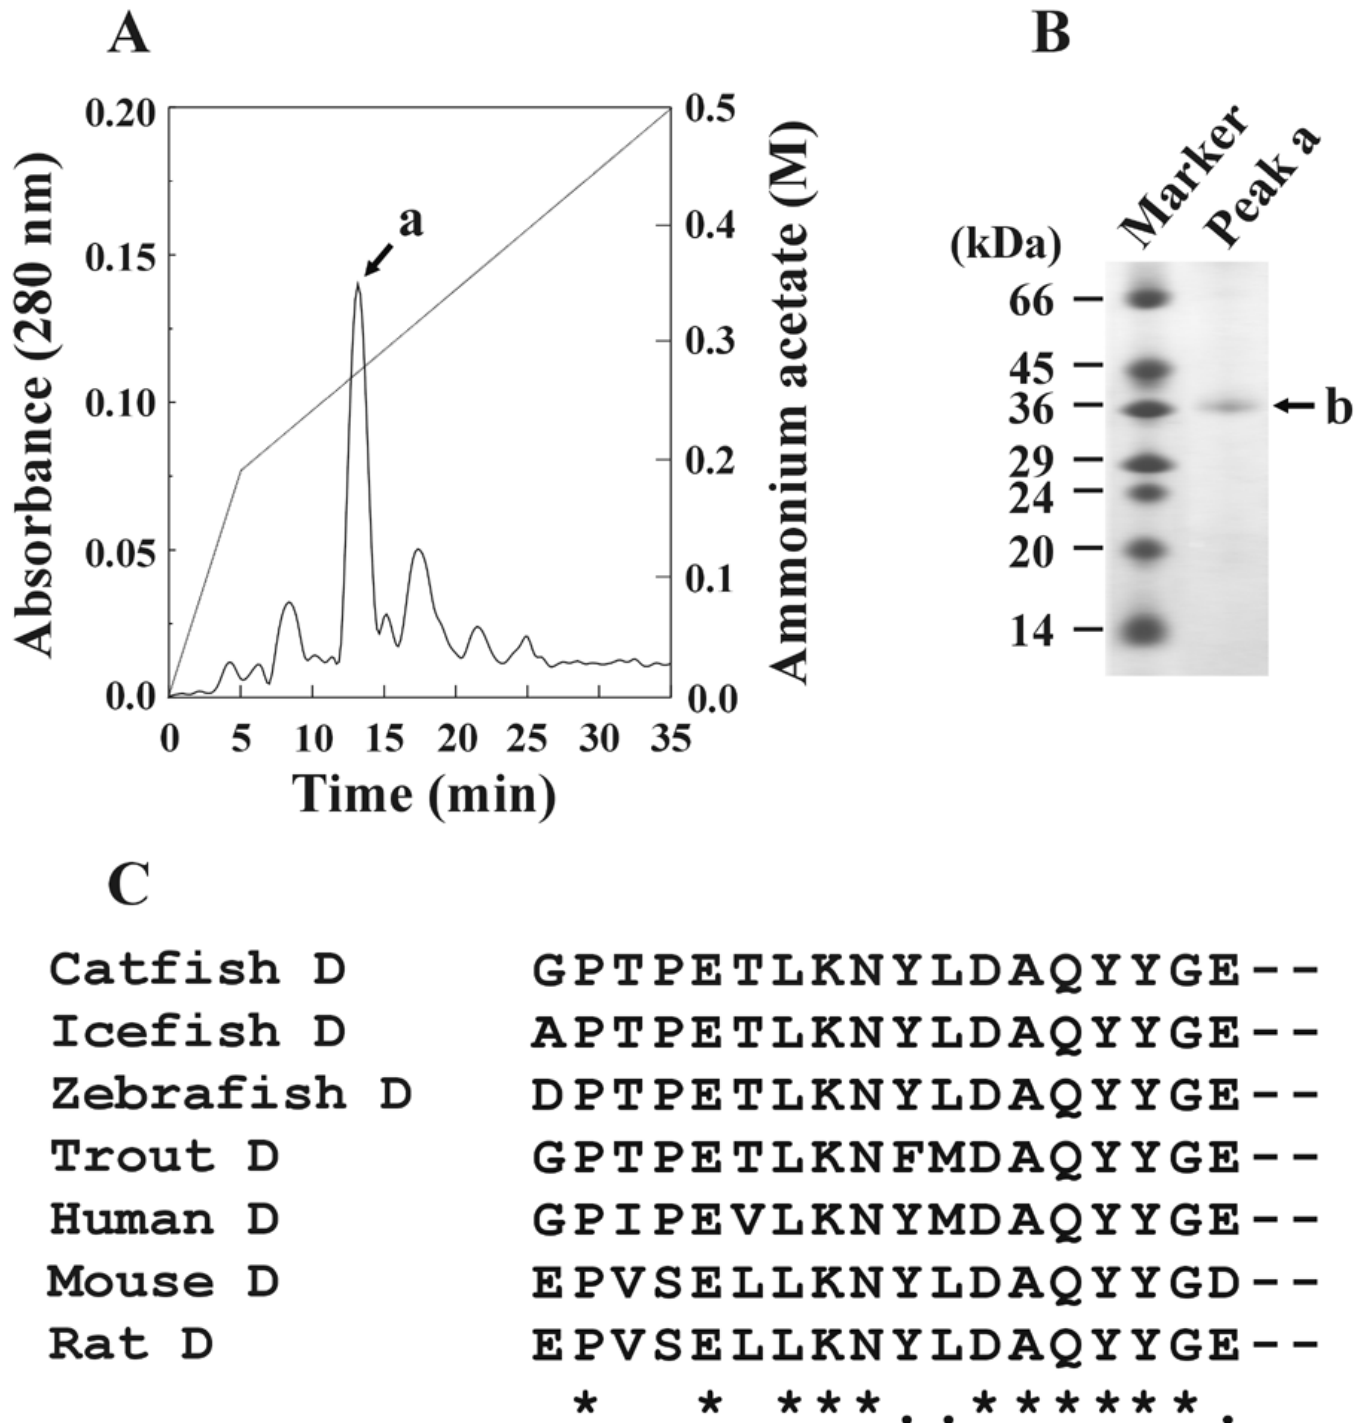 A
B
0.20
0.15
0.10
0.05
0.0
Absorbance (280 nm)
a
0.5
0.4
0.3
0.2
0.1
0.0
Ammonium acetate (M)
0 5 10 15 20 25 30 35
Time (min)
Marker
Peak a
(kDa)
66
45
36
b
29
24
20
14
C
Catfish D GPTPETLKNYLDAQYYGE--
Icefish D APTPETLKNYLDAQYYGE--
Zebrafish D DPTPETLKNYLDAQYYGE--
Trout D GPTPETLKNFMDAQYYGE--
Human D GPIPEVLKNYMDAQYYGE--
Mouse D EPVSELLKNYLDAQYYGD--
Rat D EPVSELLKNYLDAQYYGE--
* * ***..******.